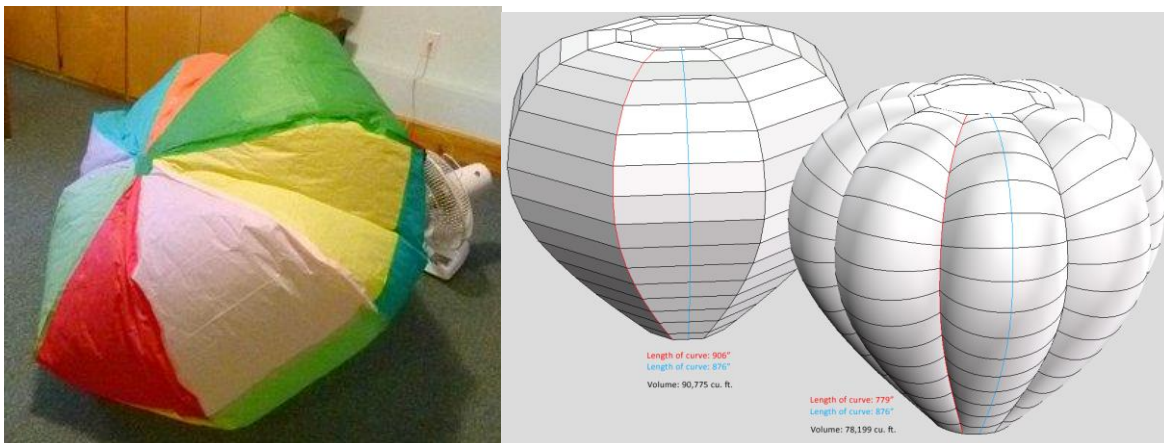 Length of curve: 906"
Length of curve: 876"
Volume: 90,775 cu. ft.
Length of curve: 779"
Length of curve: 876"
Volume: 78,199 cu. ft.